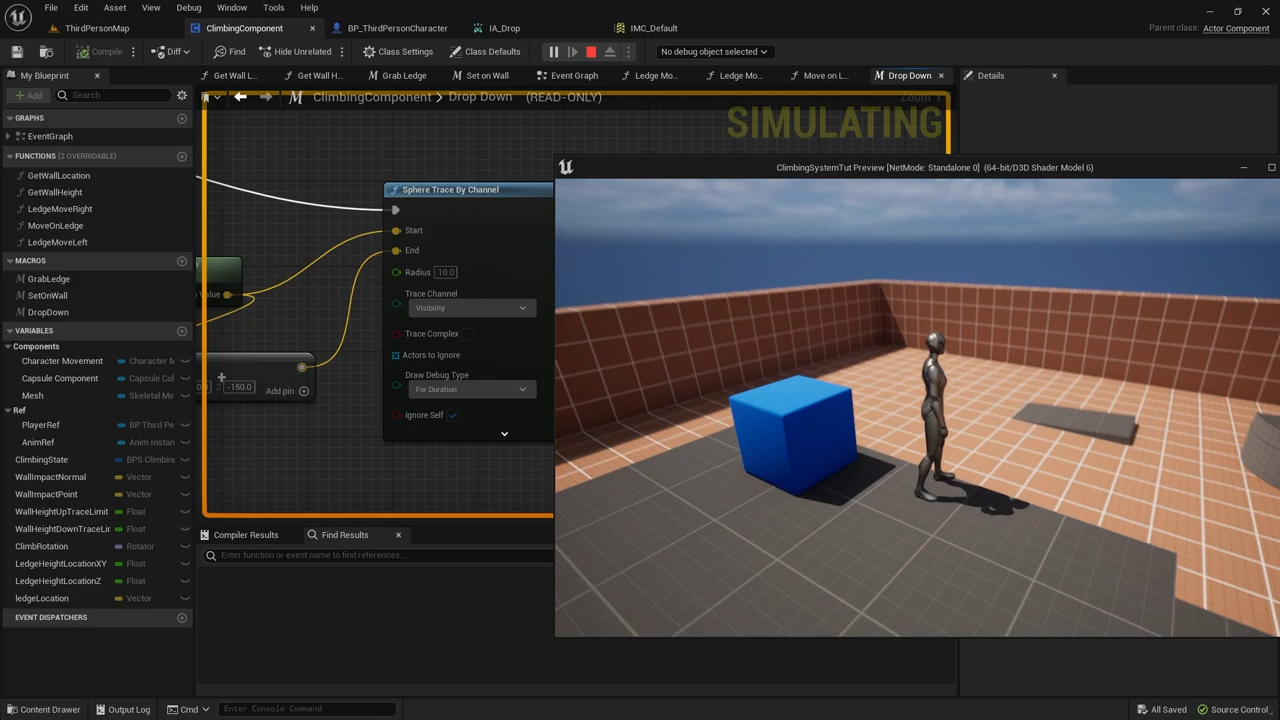 File Edit Asset View Debug Window Tools Help
ThirdPersonMap ClimbingComponent BP_ThirdPersonCharacter IA_Drop IMC_Default
Parent class: Actor Component
Compile Diff Find Hide Unrelated Class Settings Class Defaults No debug object selected
My Blueprint Get Wall L... Get Wall H... Grab Ledge Set on Wall Event Graph Ledge Mo... Ledge Mo... Move on L... Drop Down Details
Add Search
ClimbingComponent > Drop Down (READ-ONLY)
SIMULATING
GRAPHS
EventGraph
FUNCTIONS (2 OVERRIDABLE)
GetWallLocation
GetWallHeight
LedgeMoveRight
MoveOnLedge
LedgeMoveLeft
MACROS
GrabLedge
SetOnWall
DropDown
VARIABLES
Components
Character Movement Character M
Capsule Component Capsule Col
Mesh Skeletal Me
Ref
PlayerRef BP Third Pe
AnimRef Anim Instan
ClimbingState BPS Climbing
WallImpactNormal Vector
WallImpactPoint Vector
WallHeightUpTraceLimit Float
WallHeightDownTraceLir Float
ClimbRotation Rotator
LedgeHeightLocationXY Float
LedgeHeightLocationZ Float
ledgeLocation Vector
EVENT DISPATCHERS
Value
-150.0
Add pin
Sphere Trace By Channel
Start
End
Radius 10.0
Trace Channel
Visibility
Trace Complex
Actors to Ignore
Draw Debug Type
For Duration
Ignore Self
ClimbingSystemTut Preview [NetMode: Standalone 0] (64-bit/D3D Shader Model 6)
Compiler Results Find Results
Enter function or event name to find references...
Content Drawer Output Log Cmd Enter Console Command All Saved Source Control